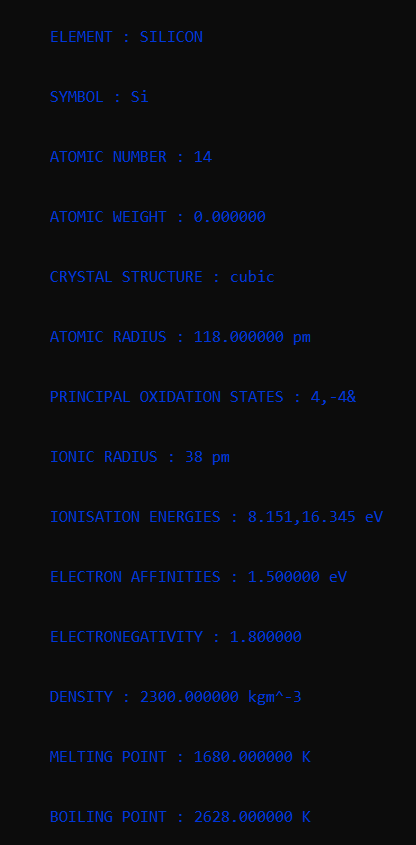 ELEMENT : SILICON
SYMBOL : Si
ATOMIC NUMBER : 14
ATOMIC WEIGHT : 0.000000
CRYSTAL STRUCTURE : cubic
ATOMIC RADIUS : 118.000000 pm
PRINCIPAL OXIDATION STATES : 4,-4&
IONIC RADIUS : 38 pm
IONISATION ENERGIES : 8.151,16.345 eV
ELECTRON AFFINITIES : 1.500000 eV
ELECTRONEGATIVITY : 1.800000
DENSITY : 2300.000000 kgm^-3
MELTING POINT : 1680.000000 K
BOILING POINT : 2628.000000 K